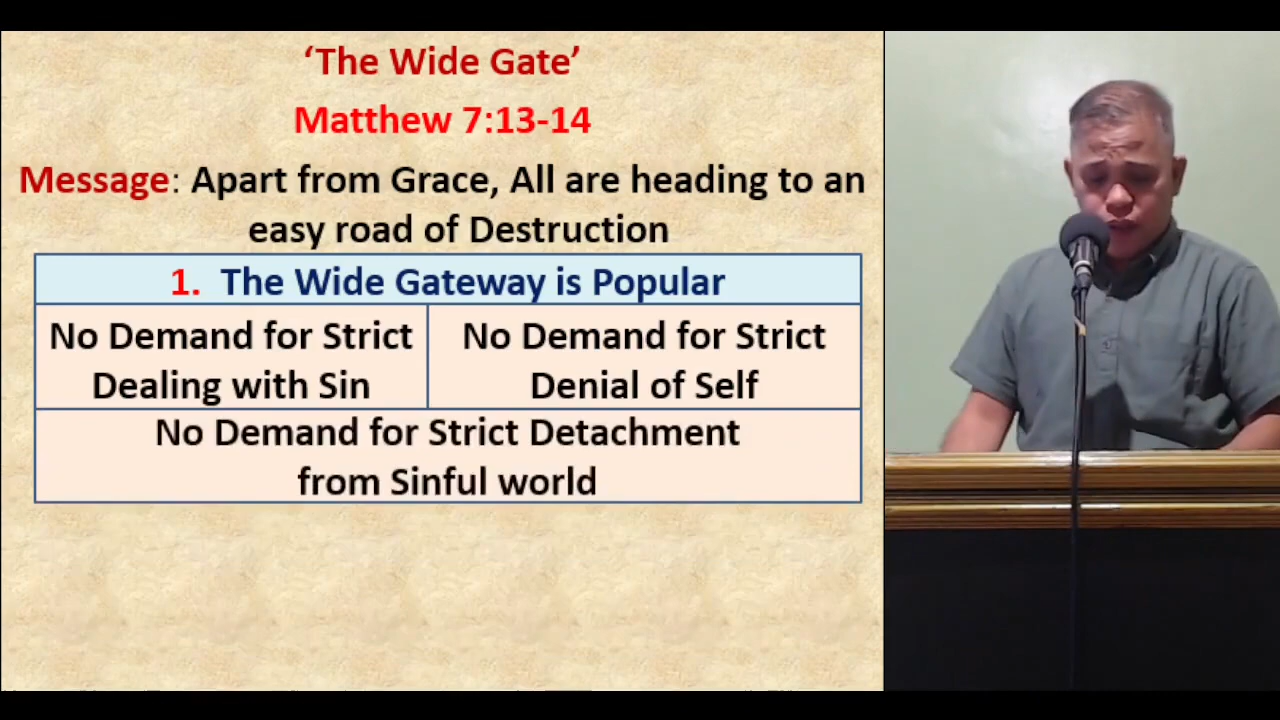 ‘The Wide Gate’
Matthew 7:13-14
Message: Apart from Grace, All are heading to an
easy road of Destruction
1. The Wide Gateway is Popular
No Demand for Strict
Dealing with Sin
No Demand for Strict
Denial of Self
No Demand for Strict Detachment
from Sinful world